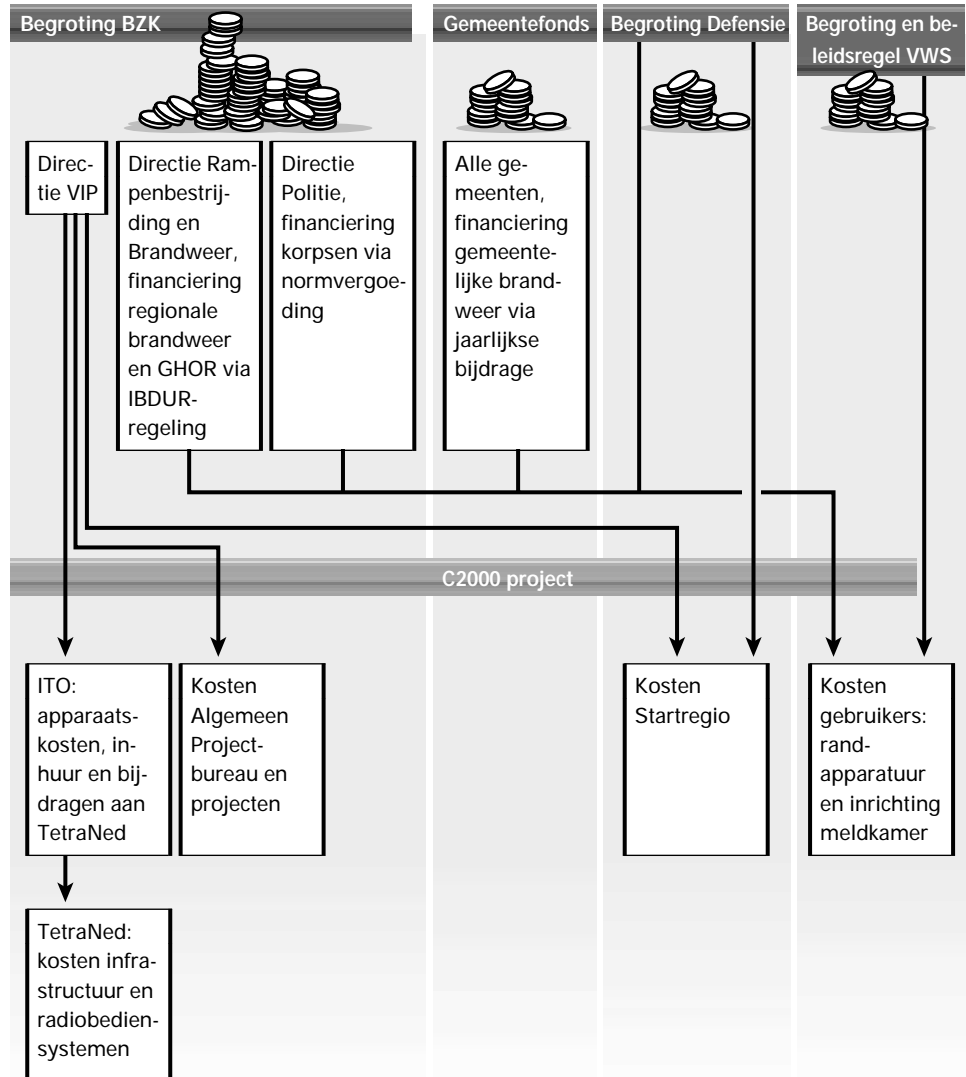 Begroting BZK
Gemeentefonds
Begroting Defensie
Begroting en be-
leidsregel VWS
Direc-
tie VIP
Directie Ram-
penbestrij-
ding en
Brandweer,
financiering
regionale
brandweer
en GHOR via
IBDUR-
regeling
Directie
Politie,
financiering
korpsen via
normvergoe-
ding
Alle ge-
meenten,
financiering
gemeente-
lijke brand-
weer via
jaarlijkse
bijdrage
C2000 project
ITO:
apparaats-
kosten, in-
huur en bij-
dragen aan
TetraNed
Kosten
Algemeen
Project-
bureau en
projecten
Kosten
Startregio
Kosten
gebruikers:
rand-
apparatuur
en inrichting
meldkamer
TetraNed:
kosten infra-
structuur en
radiobedien-
systemen